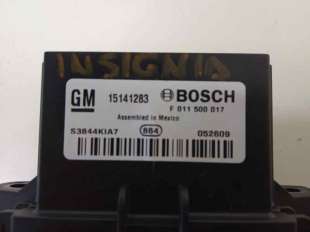 INSIGNIA
GM 15141283 BOSCH
F 011 500 017
Assembled in Mexico
S3844KIA7 864 052609